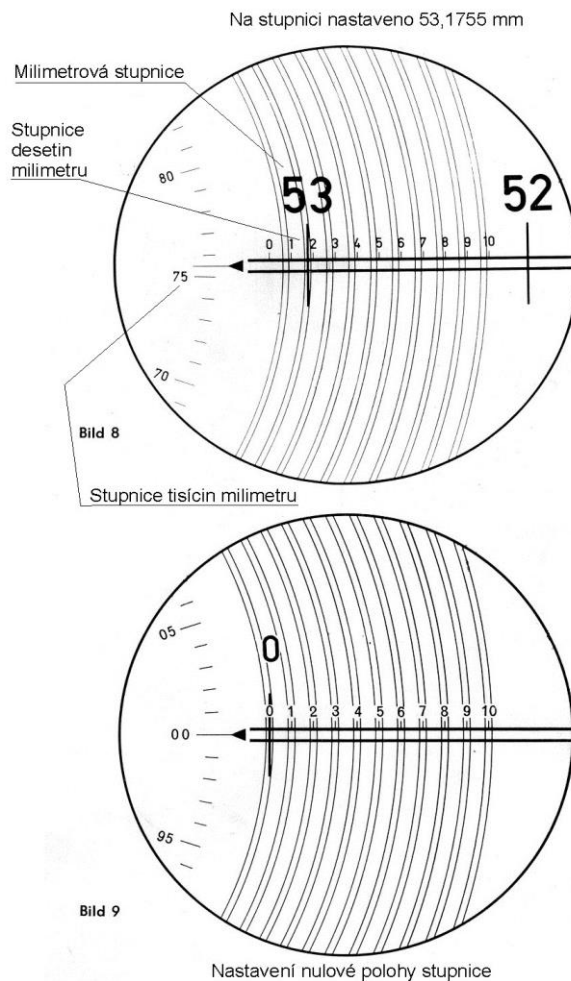 Na stupnici nastaveno 53,1755 mm
Milimetrová stupnice
Stupnice
desetin
milimetru
80
53
52
0 1 2 3 4 5 6 7 8 9 10
75
70
Bild 8
Stupnice tisícin milimetru
05
0
0 1 2 3 4 5 6 7 8 9 10
00
95
Bild 9
Nastavení nulové polohy stupnice